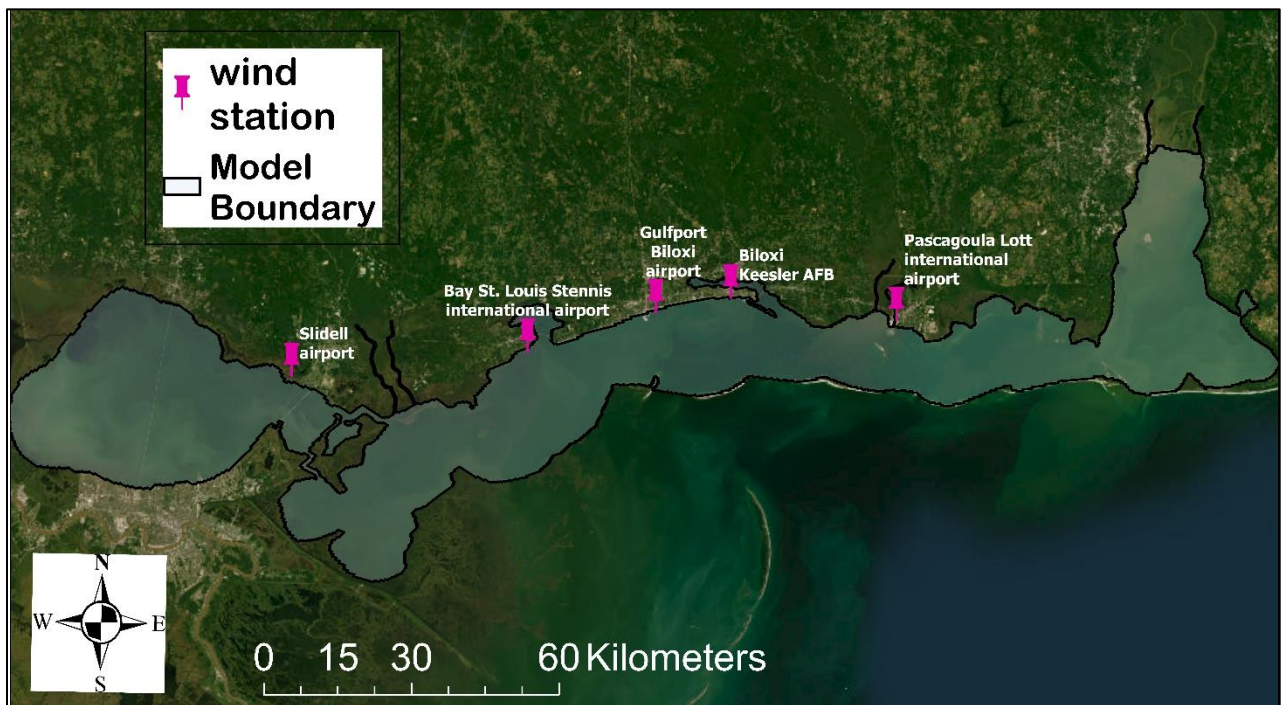 wind
station
Model
Boundary
Gulfport
Biloxi
airport
Biloxi
Keesler AFB
Pascagoula Lott
international
airport
Bay St. Louis Stennis
international airport
Slidell
airport
N
W
E
S
0 15 30 60 Kilometers